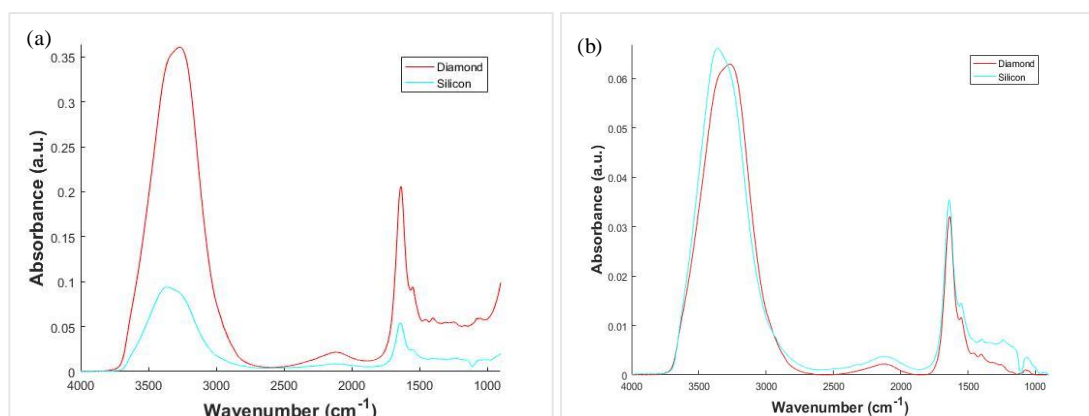 (a)
Diamond
Silicon
0.35
0.3
0.25
0.2
0.15
0.1
0.05
0
4000 3500 3000 2500 2000 1500 1000
Absorbance (a.u.)
Wavenumber (cm-1)
(b)
Diamond
Silicon
0.06
0.05
0.04
0.03
0.02
0.01
0
4000 3500 3000 2500 2000 1500 1000
Absorbance (a.u.)
Wavenumber (cm-1)